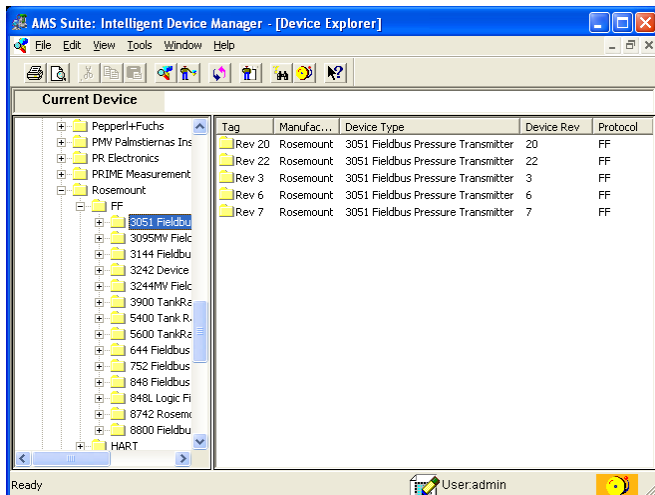 AMS Suite: Intelligent Device Manager - [Device Explorer]
File Edit View Tools Window Help
Current Device
Pepperl+Fuchs
PMV Palmstiernas Ins
PR Electronics
PRIME Measurement
Rosemount
FF
3051 Fieldbu
3095MV Field
3144 Fieldbu
3242 Device
3244MV Field
3900 TankRa
5400 Tank R
5600 TankRa
644 Fieldbus
752 Fieldbus
848 Fieldbus
848L Logic Fi
8742 Rosemo
8800 Fieldbu
HART
Tag Manufac... Device Type Device Rev Protocol
Rev 20 Rosemount 3051 Fieldbus Pressure Transmitter 20 FF
Rev 22 Rosemount 3051 Fieldbus Pressure Transmitter 22 FF
Rev 3 Rosemount 3051 Fieldbus Pressure Transmitter 3 FF
Rev 6 Rosemount 3051 Fieldbus Pressure Transmitter 6 FF
Rev 7 Rosemount 3051 Fieldbus Pressure Transmitter 7 FF
Ready User:admin